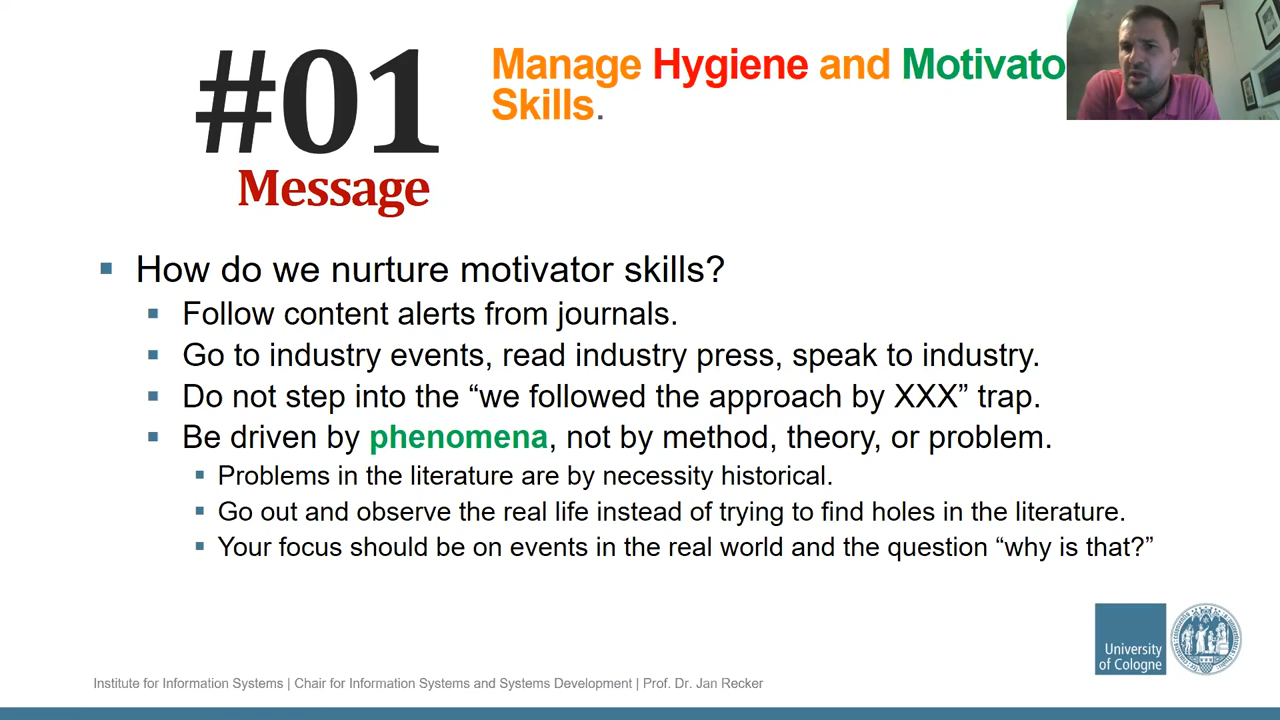 #01
Message
Manage Hygiene and Motivato
Skills.
How do we nurture motivator skills?
Follow content alerts from journals.
Go to industry events, read industry press, speak to industry.
Do not step into the “we followed the approach by XXX” trap.
Be driven by phenomena, not by method, theory, or problem.
Problems in the literature are by necessity historical.
Go out and observe the real life instead of trying to find holes in the literature.
Your focus should be on events in the real world and the question “why is that?”
University
of Cologne
Institute for Information Systems | Chair for Information Systems and Systems Development | Prof. Dr. Jan Recker